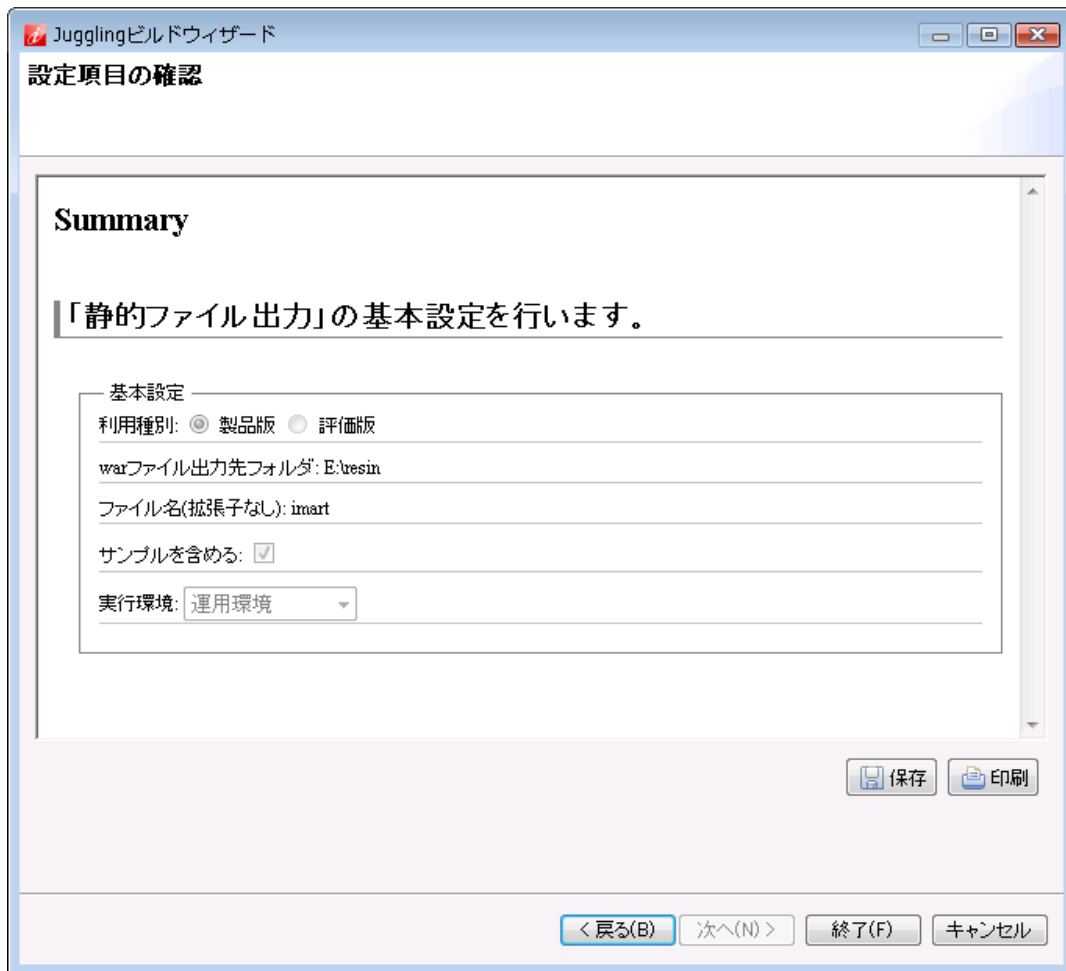 Jugglingビルドウィザード
設定項目の確認
Summary
「静的ファイル出力」の基本設定を行います。
基本設定
利用種別: 製品版 評価版
warファイル出力先フォルダ: E:\resin
ファイル名(拡張子なし): imart
サンプルを含める:
実行環境: 運用環境
保存 印刷
< 戻る(B) 次へ(N) > 終了(F) キャンセル